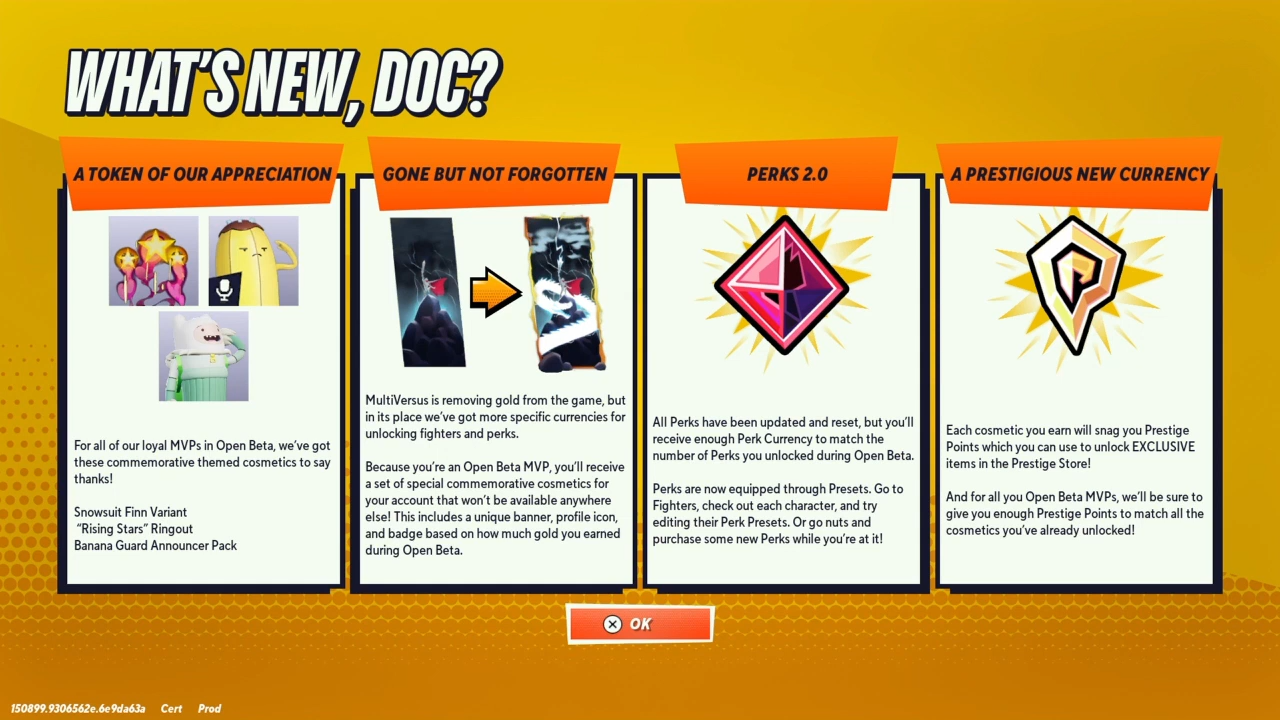 WHAT'S NEW, DOC?
A TOKEN OF OUR APPRECIATION
For all of our loyal MVPs in Open Beta, we've got
these commemorative themed cosmetics to say
thanks!
Snowsuit Finn Variant
"Rising Stars" Ringout
Banana Guard Announcer Pack
GONE BUT NOT FORGOTTEN
MultiVersus is removing gold from the game, but
in its place we've got more specific currencies for
unlocking fighters and perks.
Because you're an Open Beta MVP, you'll receive
a set of special commemorative cosmetics for
your account that won't be available anywhere
else! This includes a unique banner, profile icon,
and badge based on how much gold you earned
during Open Beta.
PERKS 2.0
All Perks have been updated and reset, but you'll
receive enough Perk Currency to match the
number of Perks you unlocked during Open Beta.
Perks are now equipped through Presets. Go to
Fighters, check out each character, and try
editing their Perk Presets. Or go nuts and
purchase some new Perks while you're at it!
A PRESTIGIOUS NEW CURRENCY
Each cosmetic you earn will snag you Prestige
Points which you can use to unlock EXCLUSIVE
items in the Prestige Store!
And for all you Open Beta MVPs, we'll be sure to
give you enough Prestige Points to match all the
cosmetics you've already unlocked!
OK
150899.9306562e.6e9da63a Cert Prod